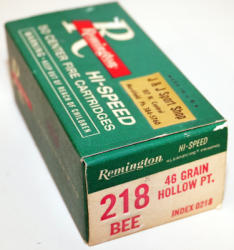 R
Remington
HI-SPEED
CENTER FIRE CARTRIDGES
WARNING-KEEP OUT OF REACH OF CHILDREN
J & J Sport Shop
HI-SPEED
Remington
218
BEE
46 GRAIN
HOLLOW PT.
INDEX 0218